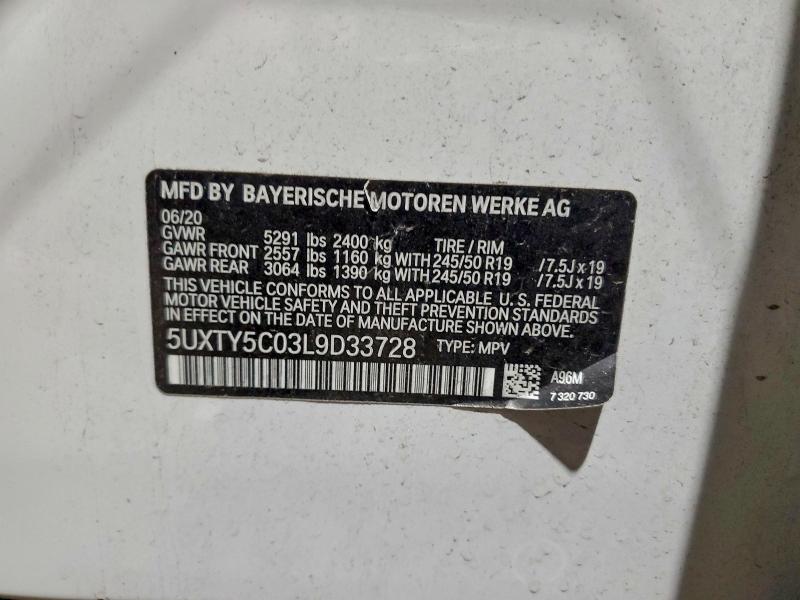 MFD BY BAYERISCHE MOTOREN WERKE AG
06/20
GVWR 5291 lbs 2400 kg TIRE / RIM
GAWR FRONT 2557 lbs 1160 kg WITH 245/50 R19 / 7.5J x 19
GAWR REAR 3064 lbs 1390 kg WITH 245/50 R19 / 7.5J x 19
THIS VEHICLE CONFORMS TO ALL APPLICABLE U. S. FEDERAL
MOTOR VEHICLE SAFETY AND THEFT PREVENTION STANDARDS
IN EFFECT ON THE DATE OF MANUFACTURE SHOWN ABOVE.
5UXTY5C03L9D33728 TYPE: MPV
A96M
7 320 730